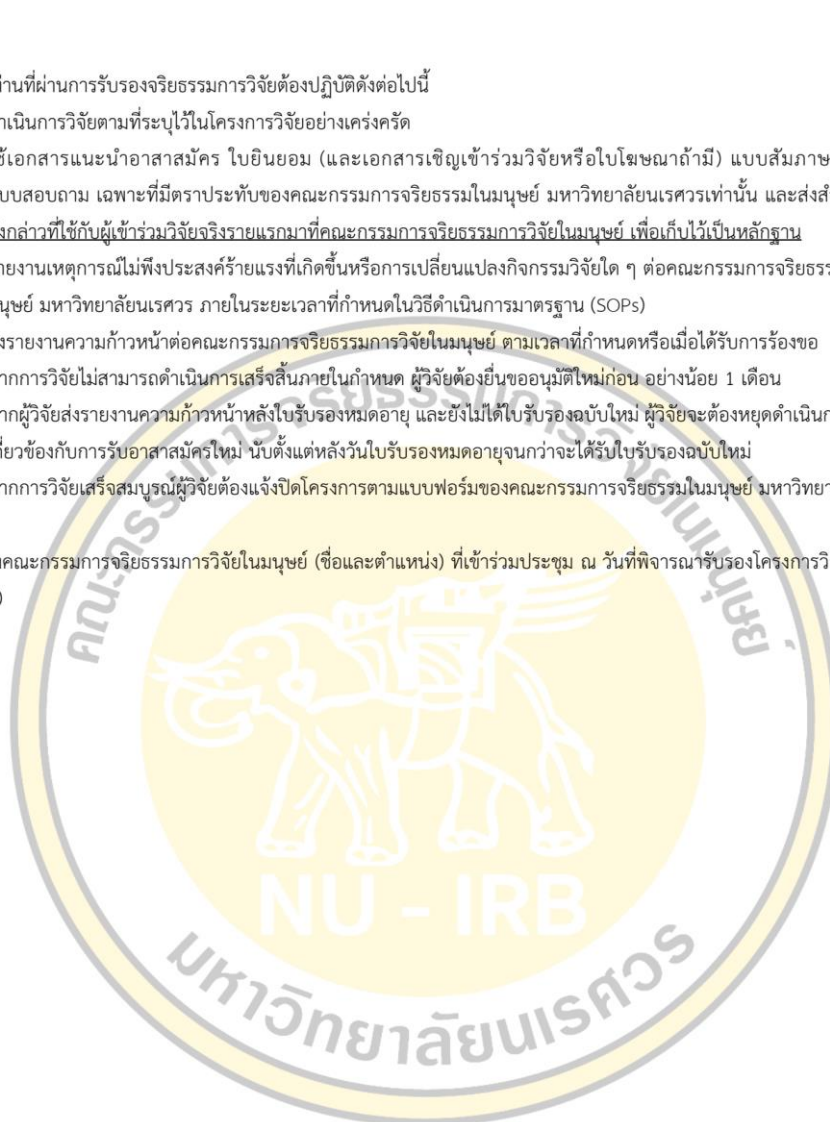 ่านที่ผ่านการรับรองจริยธรรมการวิจัยต้องปฏิบัติดังต่อไปนี้
ำเนินการวิจัยตามที่ระบุไว้ในโครงการวิจัยอย่างเคร่งครัด
ช้เอกสารแนะนำอาสาสมัคร ใบยินยอม (และเอกสารเชิญเข้าร่วมวิจัยหรือใบโฆษณาถ้ามี) แบบสัมภาษ
บบสอบถาม เฉพาะที่มีตราประทับของคณะกรรมการจริยธรรมในมนุษย์ มหาวิทยาลัยนเรศวรเท่านั้น และส่งสำ
งกล่าวที่ใช้กับผู้เข้าร่วมวิจัยจริงรายแรกมาที่คณะกรรมการจริยธรรมการวิจัยในมนุษย์ เพื่อเก็บไว้เป็นหลักฐาน
ายงานเหตุการณ์ไม่พึงประสงค์ร้ายแรงที่เกิดขึ้นหรือการเปลี่ยนแปลงกิจกรรมวิจัยใด ๆ ต่อคณะกรรมการจริยธรร
นุษย์ มหาวิทยาลัยนเรศวร ภายในระยะเวลาที่กำหนดในวิธีดำเนินการมาตรฐาน (SOPs)
งรายงานความก้าวหน้าต่อคณะกรรมการจริยธรรมการวิจัยในมนุษย์ ตามเวลาที่กำหนดหรือเมื่อได้รับการร้องขอ
ากการวิจัยไม่สามารถดำเนินการเสร็จสิ้นภายในกำหนด ผู้วิจัยต้องยื่นขออนุมัติใหม่ก่อน อย่างน้อย 1 เดือน
ากผู้วิจัยส่งรายงานความก้าวหน้าหลังใบรับรองหมดอายุ และยังไม่ได้ใบรับรองฉบับใหม่ ผู้วิจัยจะต้องหยุดดำเนินก
กี่ยวข้องกับการรับอาสาสมัครใหม่ นับตั้งแต่หลังวันใบรับรองหมดอายุจนกว่าจะได้รับใบรับรองฉบับใหม่
ากการวิจัยเสร็จสมบูรณ์ผู้วิจัยต้องแจ้งปิดโครงการตามแบบฟอร์มของคณะกรรมการจริยธรรมในมนุษย์ มหาวิทยา
คณะกรรมการจริยธรรมการวิจัยในมนุษย์ (ชื่อและตำแหน่ง) ที่เข้าร่วมประชุม ณ วันที่พิจารณารับรองโครงการวิ
)
คณะกรรมการจริยธรรมการวิจัยในมนุษย์
NU - IRB
มหาวิทยาลัยนเรศวร